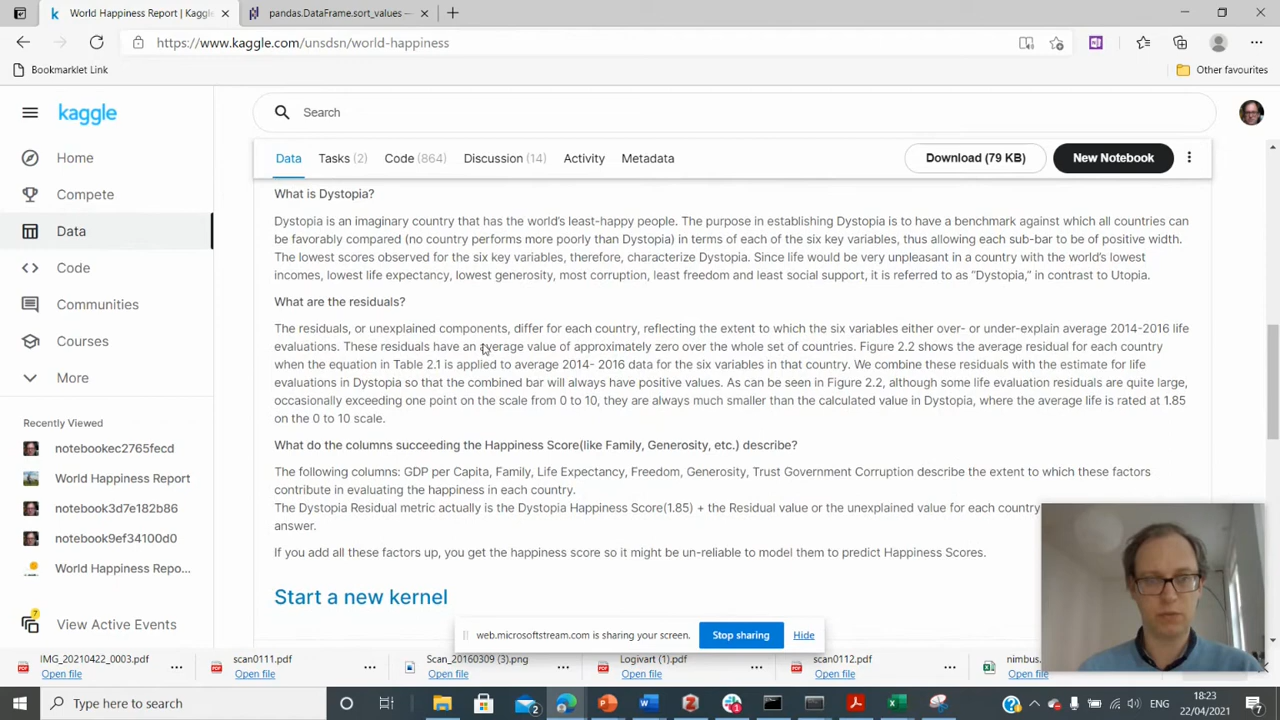 World Happiness Report | Kaggle
pandas.DataFrame.sort_values —
https://www.kaggle.com/unsdsn/world-happiness
Bookmarklet Link
Other favourites
kaggle
Search
Data
Tasks (2)
Code (864)
Discussion (14)
Activity
Metadata
Download (79 KB)
New Notebook
Home
Compete
Data
Code
Communities
Courses
More
Recently Viewed
notebookec2765fecd
World Happiness Report
notebook3d7e182b86
notebook9ef34100d0
World Happiness Repo...
7
View Active Events
What is Dystopia?
Dystopia is an imaginary country that has the world's least-happy people. The purpose in establishing Dystopia is to have a benchmark against which all countries can
be favorably compared (no country performs more poorly than Dystopia) in terms of each of the six key variables, thus allowing each sub-bar to be of positive width.
The lowest scores observed for the six key variables, therefore, characterize Dystopia. Since life would be very unpleasant in a country with the world's lowest
incomes, lowest life expectancy, lowest generosity, most corruption, least freedom and least social support, it is referred to as "Dystopia," in contrast to Utopia.
What are the residuals?
The residuals, or unexplained components, differ for each country, reflecting the extent to which the six variables either over- or under-explain average 2014-2016 life
evaluations. These residuals have an average value of approximately zero over the whole set of countries. Figure 2.2 shows the average residual for each country
when the equation in Table 2.1 is applied to average 2014- 2016 data for the six variables in that country. We combine these residuals with the estimate for life
evaluations in Dystopia so that the combined bar will always have positive values. As can be seen in Figure 2.2, although some life evaluation residuals are quite large,
occasionally exceeding one point on the scale from 0 to 10, they are always much smaller than the calculated value in Dystopia, where the average life is rated at 1.85
on the 0 to 10 scale.
What do the columns succeeding the Happiness Score(like Family, Generosity, etc.) describe?
The following columns: GDP per Capita, Family, Life Expectancy, Freedom, Generosity, Trust Government Corruption describe the extent to which these factors
contribute in evaluating the happiness in each country.
The Dystopia Residual metric actually is the Dystopia Happiness Score(1.85) + the Residual value or the unexplained value for each country
answer.
If you add all these factors up, you get the happiness score so it might be un-reliable to model them to predict Happiness Scores.
Start a new kernel
web.microsoftstream.com is sharing your screen.
Stop sharing
Hide
IMG_20210422_0003.pdf
Open file
scan0111.pdf
Open file
Scan_20160309 (3).png
Open file
Logivart (1).pdf
Open file
scan0112.pdf
Open file
nimbus.
Open file
Type here to search
ENG
18:23
22/04/2021